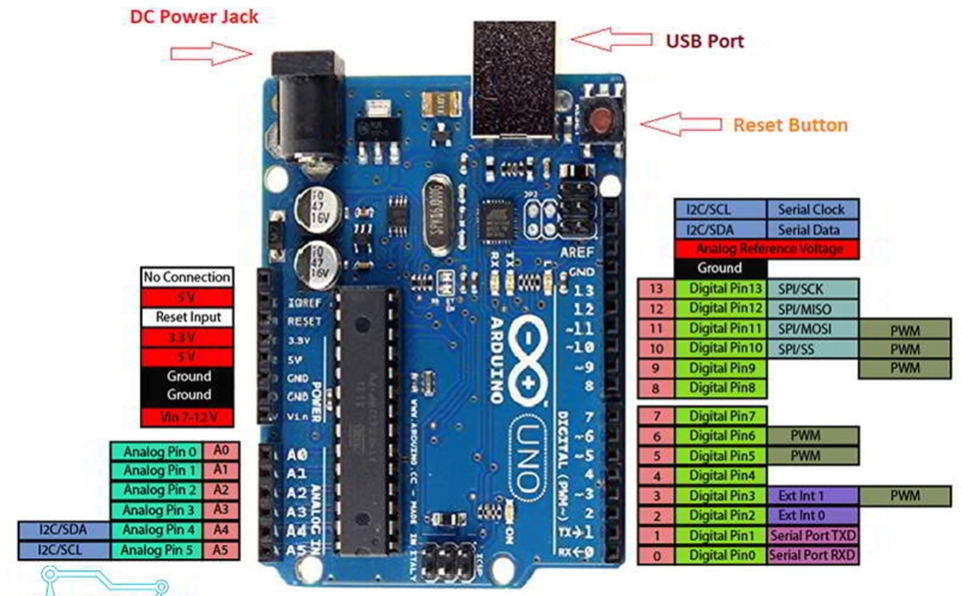 DC Power Jack
USB Port
Reset Button
I2C/SCL Serial Clock
I2C/SDA Serial Data
Analog Reference Voltage
Ground
13 Digital Pin13 SPI/SCK
12 Digital Pin12 SPI/MISO
11 Digital Pin11 SPI/MOSI PWM
10 Digital Pin10 SPI/SS PWM
9 Digital Pin9 PWM
8 Digital Pin8
7 Digital Pin7
6 Digital Pin6 PWM
5 Digital Pin5 PWM
4 Digital Pin4
3 Digital Pin3 Ext Int 1 PWM
2 Digital Pin2 Ext Int 0
1 Digital Pin1 Serial Port TXD
0 Digital Pin0 Serial Port RXD
No Connection
5 V
Reset Input
3.3 V
5 V
Ground
Ground
Vin 7-12 V
Analog Pin 0 A0
Analog Pin 1 A1
Analog Pin 2 A2
Analog Pin 3 A3
I2C/SDA Analog Pin 4 A4
I2C/SCL Analog Pin 5 A5
47
16V
47
16V
JP2
RX
TX
L
AREF
GND
13
12
~11
~10
~9
8
7
~6
~5
4
~3
2
TX→1
RX←0
DIGITAL (PWM~)
ARDUINO
UNO
IOREF
RESET
3.3V
5V
GND
GND
Vin
POWER
A0
A1
A2
A3
A4
A5
ANALOG IN
WWW.ARDUINO.CC - MADE IN ITALY
ON
ICSP